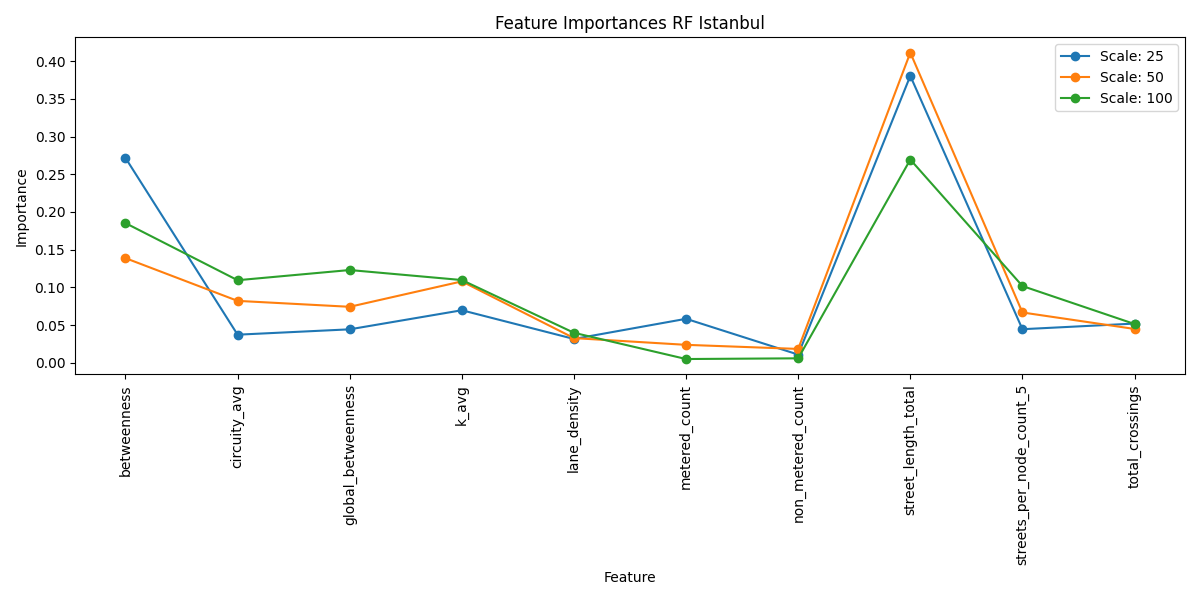 Feature Importances RF Istanbul
Scale: 25
Scale: 50
Scale: 100
Importance
0.40
0.35
0.30
0.25
0.20
0.15
0.10
0.05
0.00
betweenness
circuity_avg
global_betweenness
k_avg
lane_density
metered_count
non_metered_count
street_length_total
streets_per_node_count_5
total_crossings
Feature